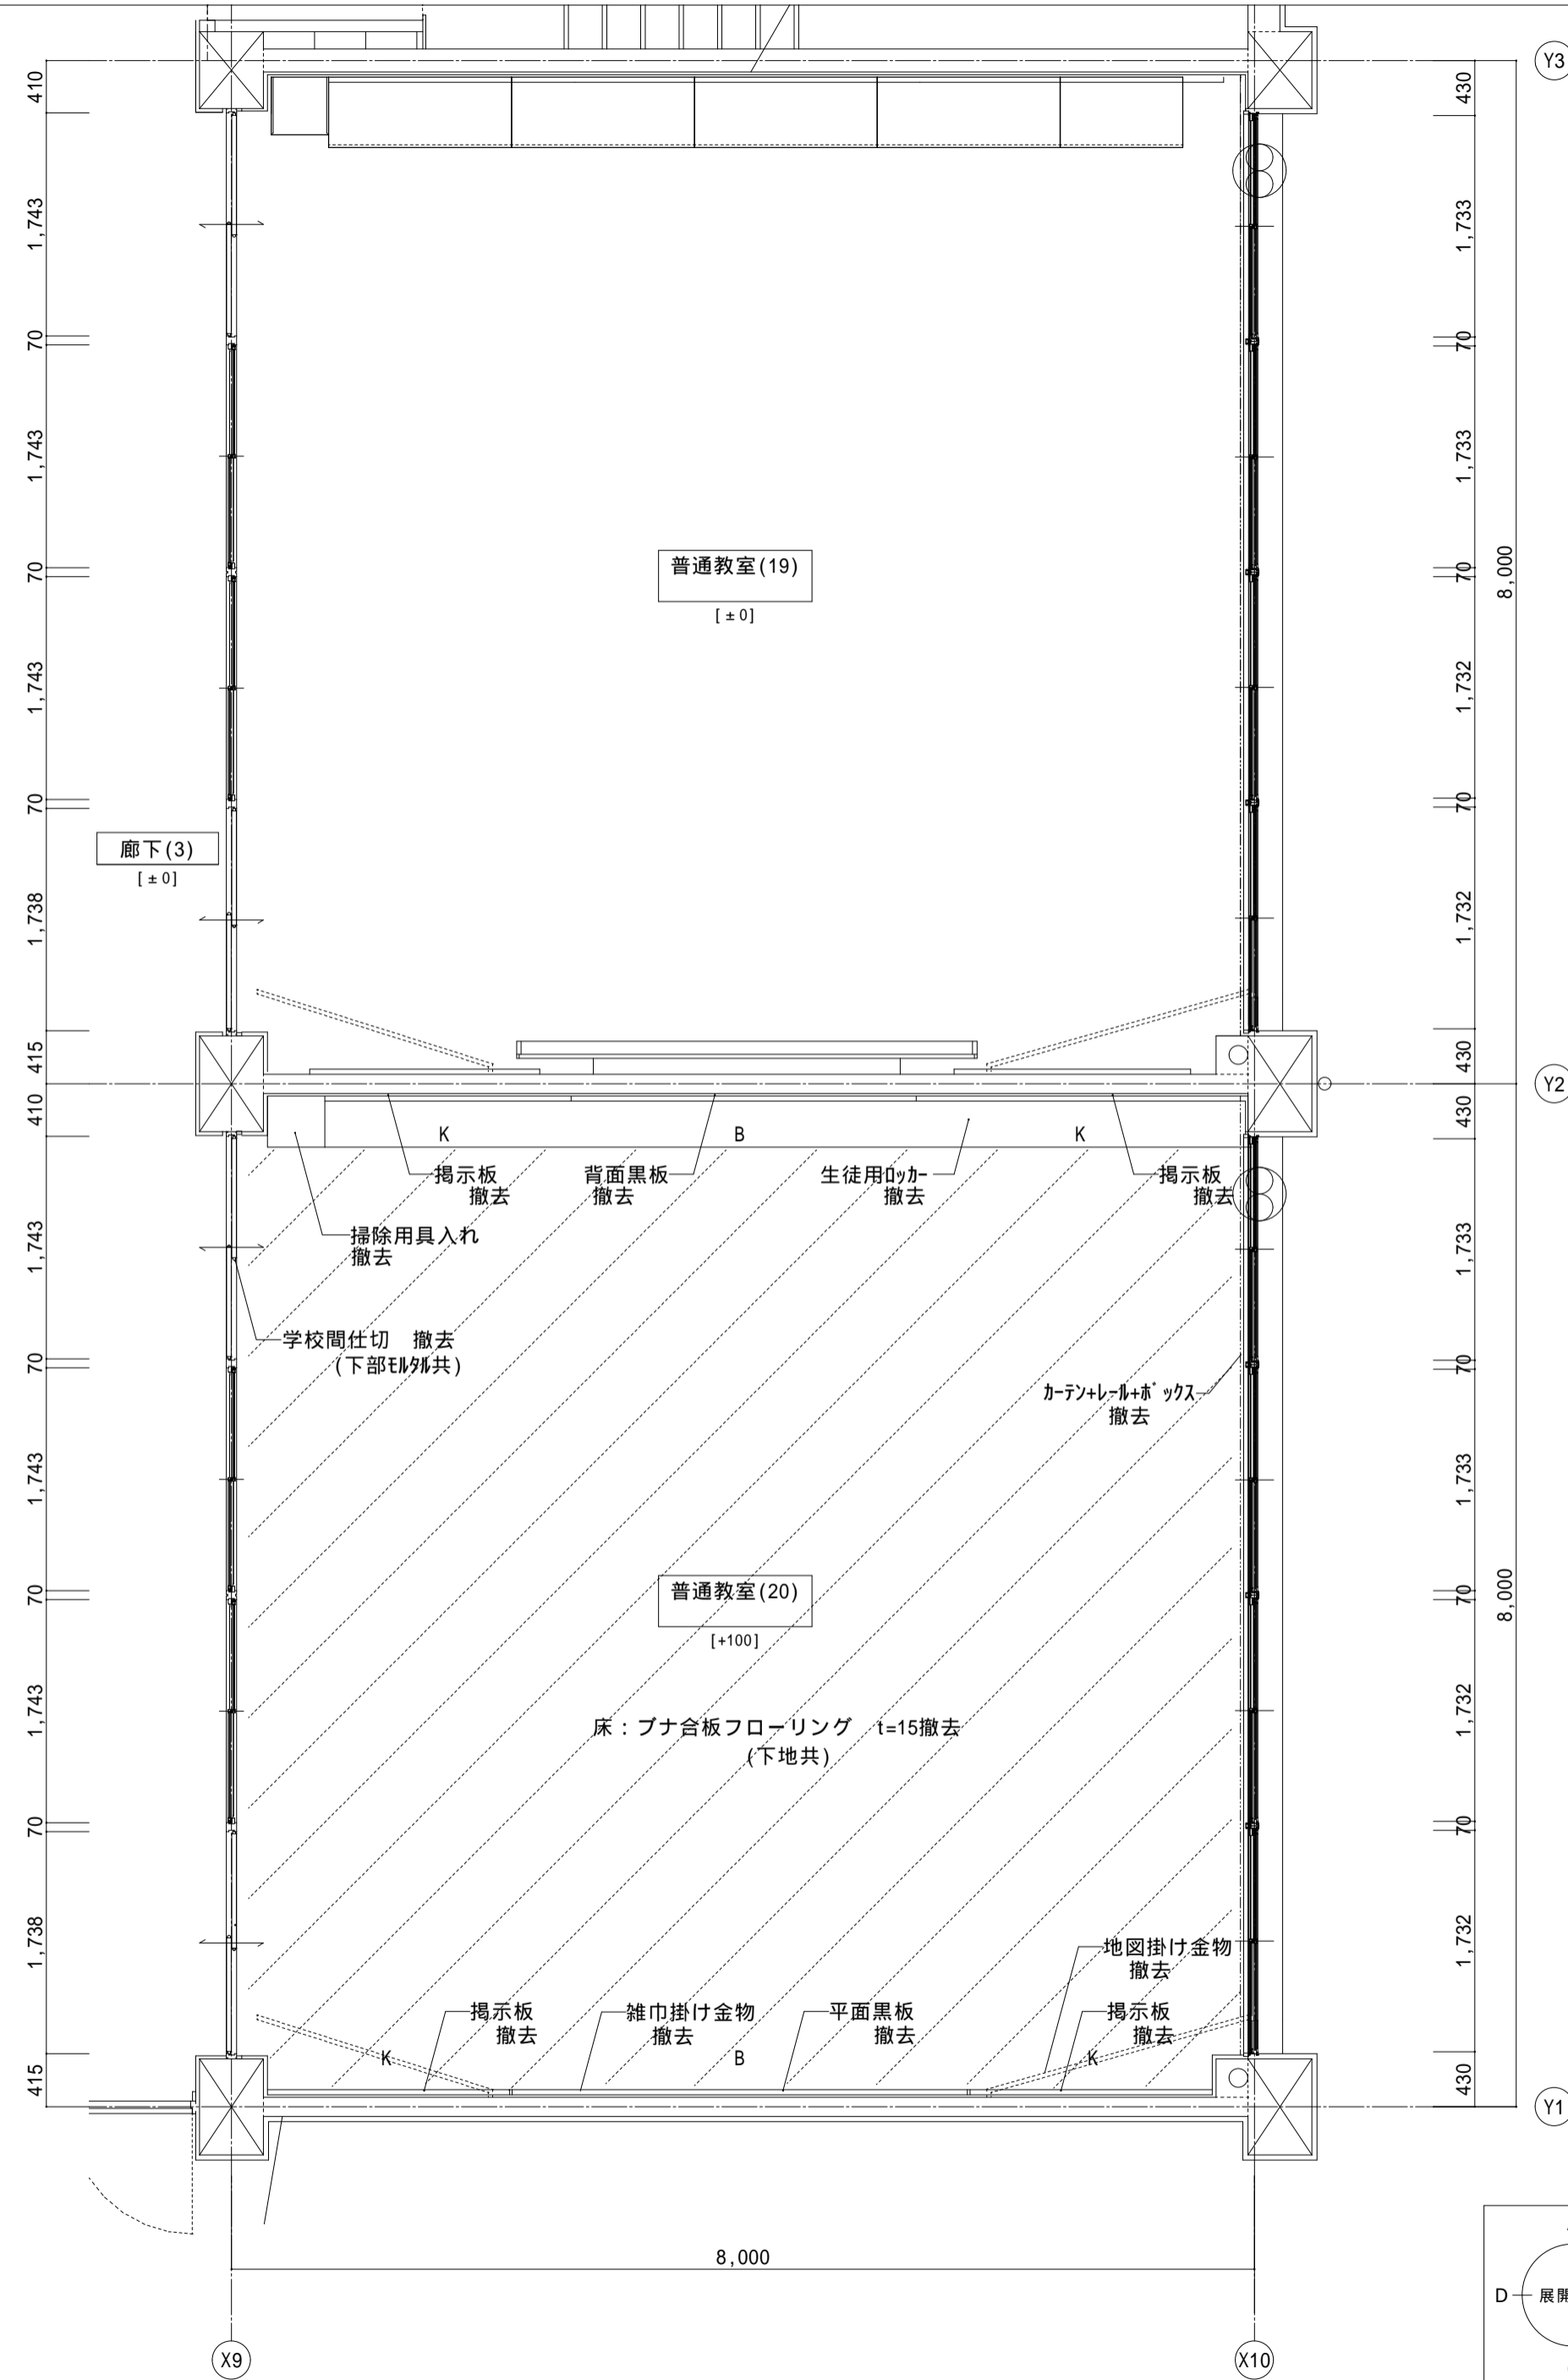 Y3
410
430
1,743
1,733
70
70
1,743
1,733
70
70
普通教室(19)
[±0]
8,000
1,743
1,732
70
70
廊下(3)
[±0]
1,738
1,732
415
430
Y2
410
430
K
B
K
掲示板
撤去
背面黒板
撤去
生徒用ﾛｯｶｰ
撤去
掲示板
撤去
掃除用具入れ
撤去
1,743
1,733
学校間仕切　撤去
(下部ﾓﾙﾀﾙ共)
70
70
ｶｰﾃﾝ+ﾚｰﾙ+ﾎﾞｯｸｽ
撤去
1,743
1,733
70
70
普通教室(20)
[+100]
8,000
1,743
1,732
床：ブナ合板フローリング　t=15撤去
(下地共)
70
70
1,738
1,732
地図掛け金物
撤去
掲示板
撤去
雑巾掛け金物
撤去
平面黒板
撤去
掲示板
撤去
K
B
K
415
430
Y1
8,000
D
展開
X9
X10